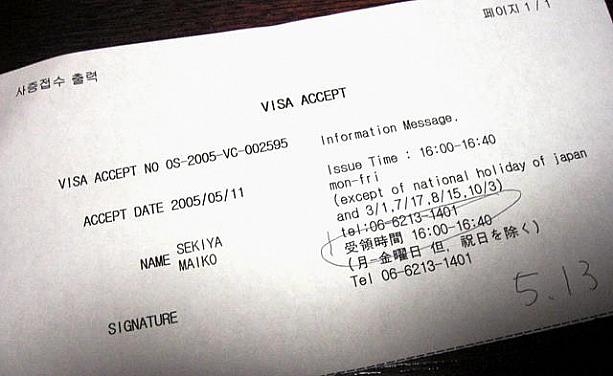 페이지 1 / 1
사증접수 출력
VISA ACCEPT
VISA ACCEPT NO OS-2005-VC-002595
ACCEPT DATE 2005/05/11
NAME SEKIYA
MAIKO
SIGNATURE
Information Message.
Issue Time : 16:00-16:40
mon-fri
(except of national holiday of japan
and 3/1,7/17,8/15,10/3)
tel:06-6213-1401
受領時間 16:00-16:40
(月-金曜日 但, 祝日を除く)
Tel 06-6213-1401
5.13